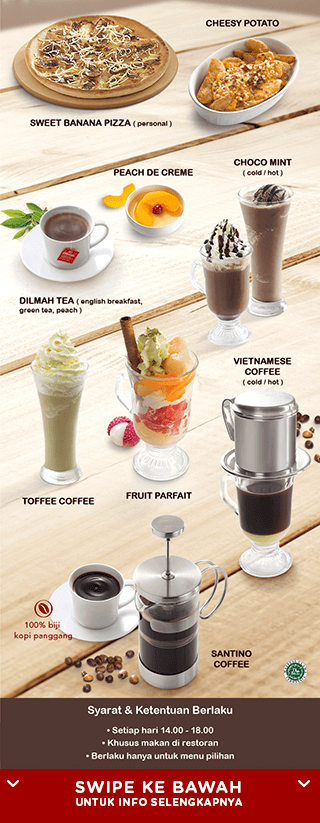 CHEESY POTATO
SWEET BANANA PIZZA ( personal )
PEACH DE CREME
CHOCO MINT
( cold / hot )
DILMAH TEA ( english breakfast,
green tea, peach )
VIETNAMESE
COFFEE
( cold / hot )
TOFFEE COFFEE
FRUIT PARFAIT
100% biji
kopi panggang
SANTINO
COFFEE
Syarat & Ketentuan Berlaku
• Setiap hari 14.00 - 18.00
• Khusus makan di restoran
• Berlaku hanya untuk menu pilihan
SWIPE KE BAWAH
UNTUK INFO SELENGKAPNYA